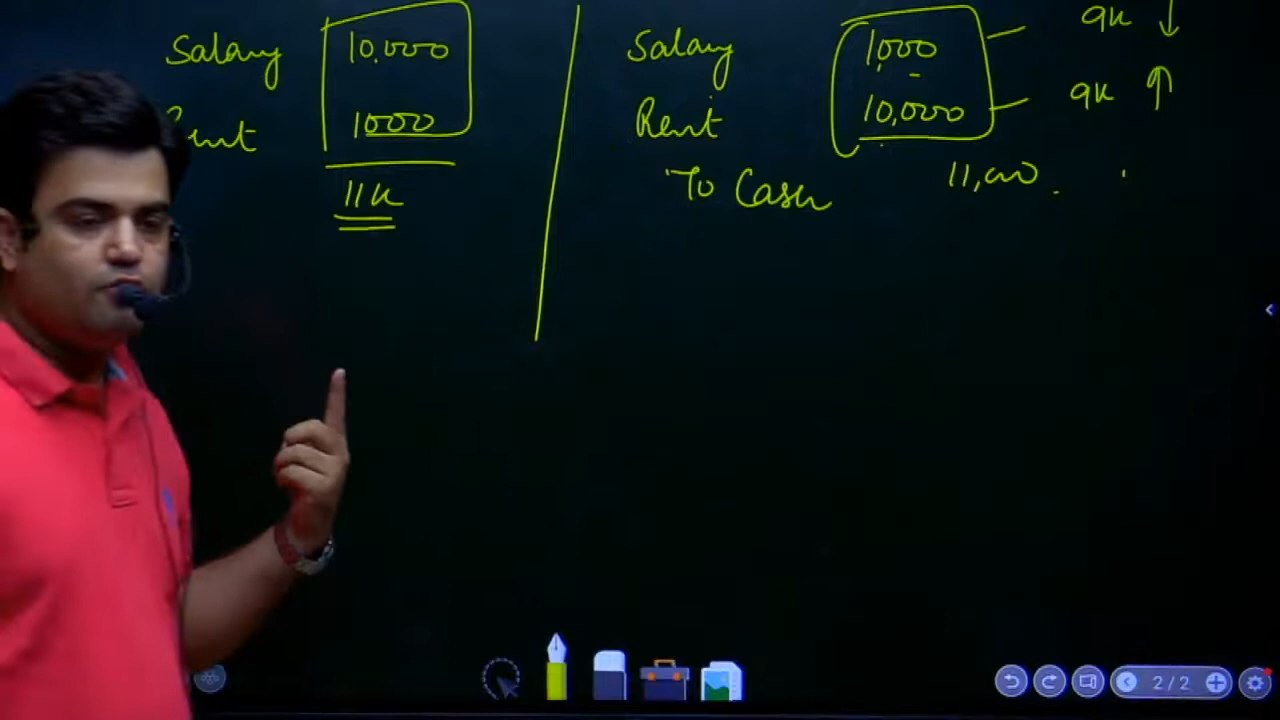 Salary 10,000
Rent 1000
11K
Salary 1,000 9K ↓
Rent 10,000 9K ↑
To Cash 11,000.
2/2